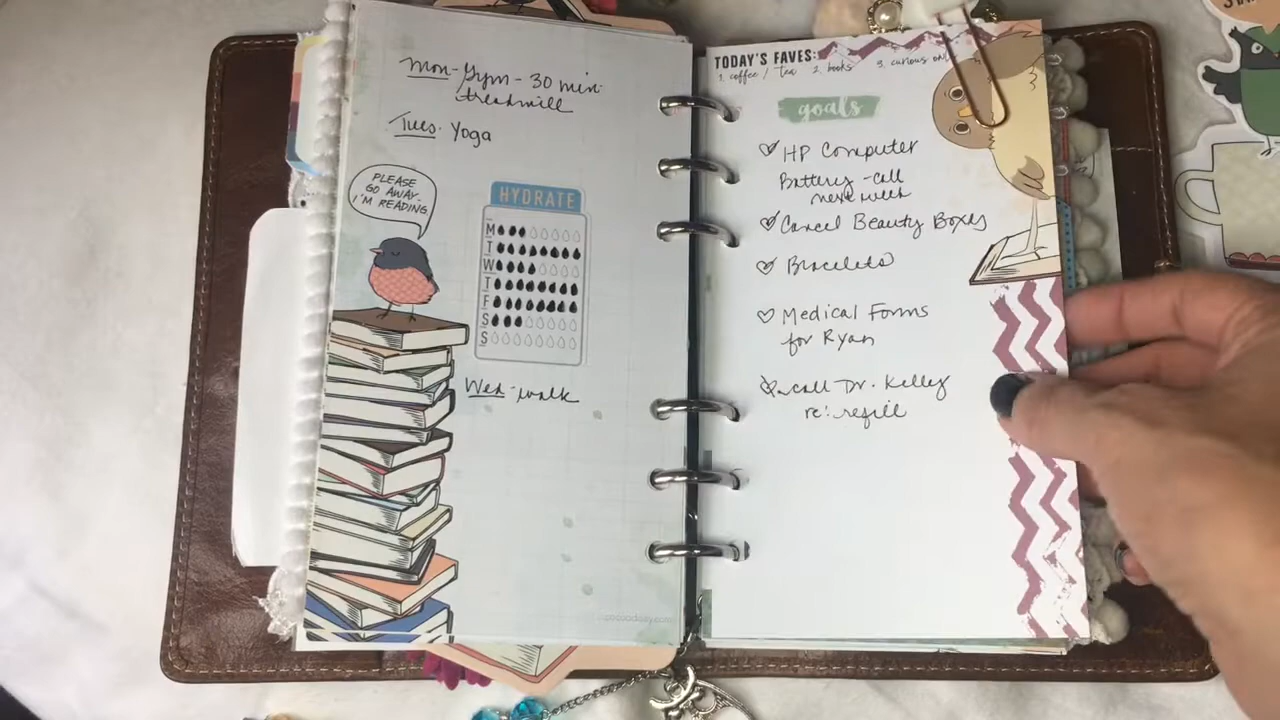 Mon-Gym - 30 min.
treadmill
Tues. Yoga
PLEASE
GO AWAY.
I'M READING.
HYDRATE
M
T
W
T
F
S
S
Wed - walk
TODAY'S FAVES:
1. coffee / tea 2. books 3. curious
goals
HP Computer
Battery - call
next week
Cancel Beauty Boxes
Bracelets
Medical Forms
for Ryan
call Dr. Kelley
re: refill